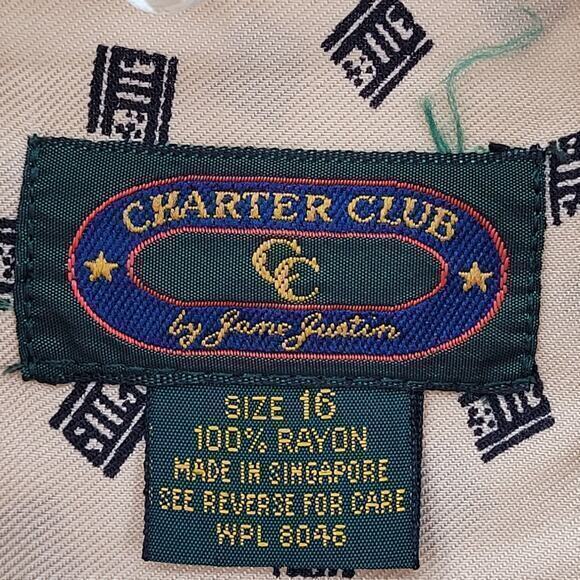 CHARTER CLUB
CC
by Jane Justin
SIZE 16
100% RAYON
MADE IN SINGAPORE
SEE REVERSE FOR CARE
WPL 8046